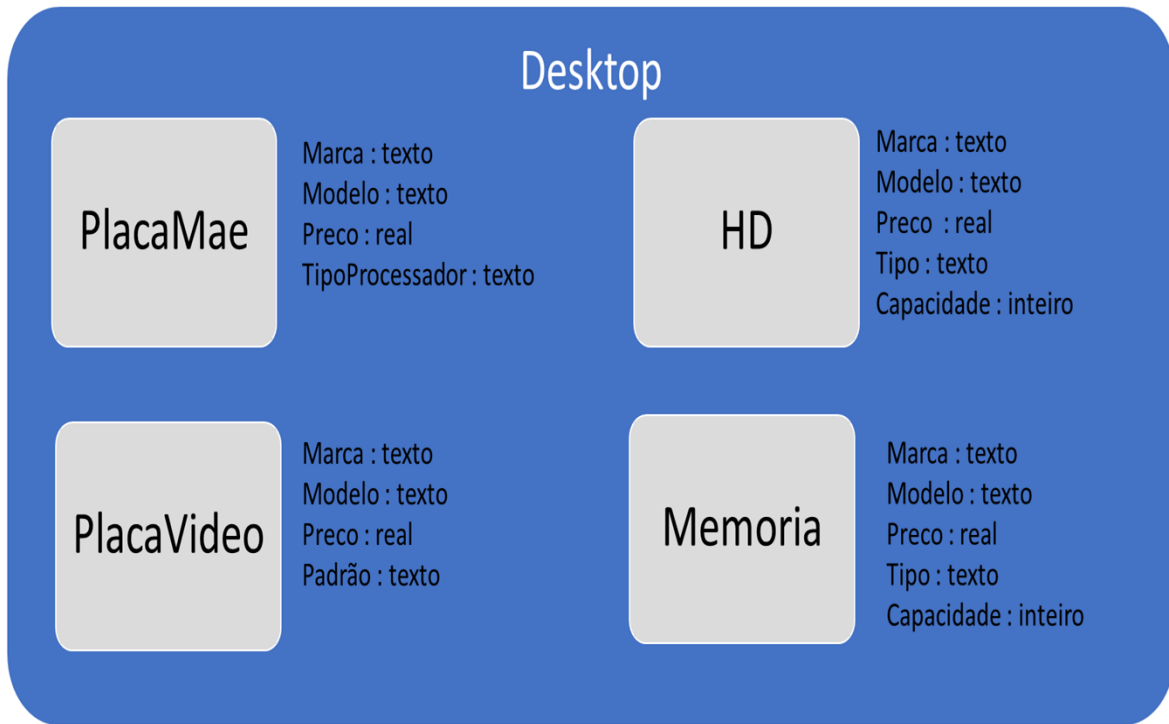 Desktop
PlacaMae
Marca : texto
Modelo : texto
Preco : real
TipoProcessador : texto
HD
Marca : texto
Modelo : texto
Preco  : real
Tipo : texto
Capacidade : inteiro
PlacaVideo
Marca : texto
Modelo : texto
Preco : real
Padrão : texto
Memoria
Marca : texto
Modelo : texto
Preco : real
Tipo : texto
Capacidade : inteiro